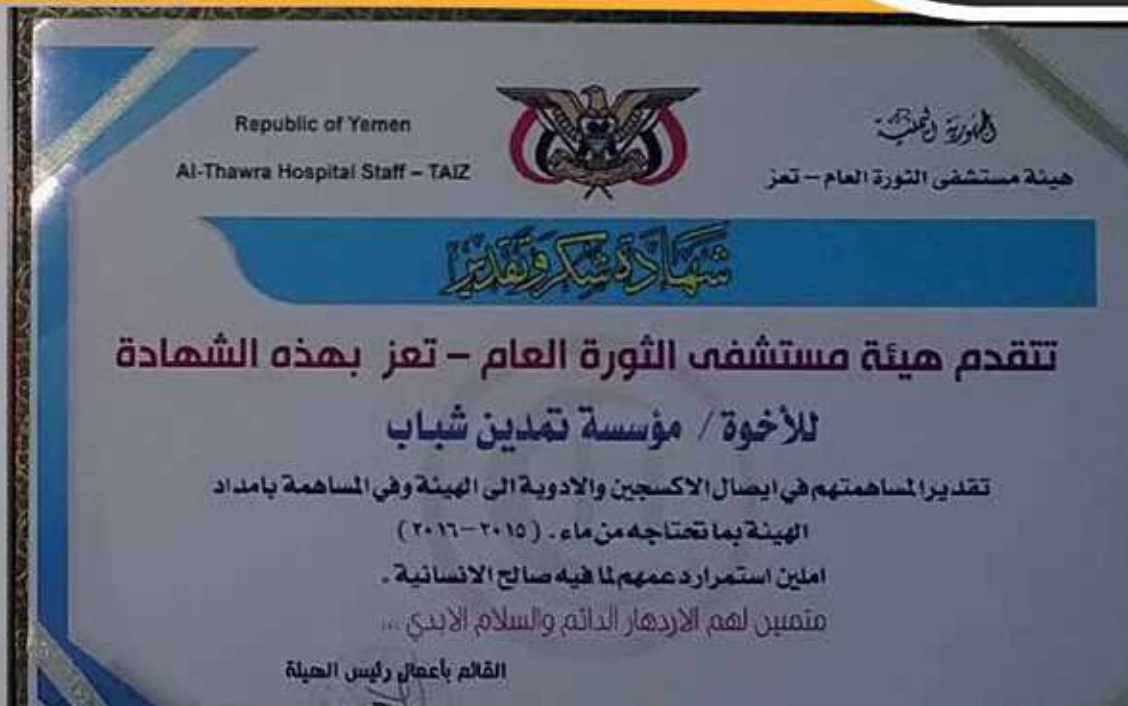 Republic of Yemen
Al-Thawra Hospital Staff – TAIZ
الجمهورية اليمنية
هيئة مستشفى الثورة العام – تعز
شهادة شكر وتقدير
تتقدم هيئة مستشفى الثورة العام – تعز بهذه الشهادة
للأخوة / مؤسسة تمدين شباب
تقديرا لمساهمتهم في ايصال الاكسجين والادوية الى الهيئة وفي المساهمة بامداد
الهيئة بما تحتاجه من ماء . (٢٠١٥–٢٠١٦)
املين استمرار دعمهم لما فيه صالح الانسانية .
متمنين لهم الازدهار الدائم والسلام الابدي ...
القائم بأعمال رئيس الهيئة